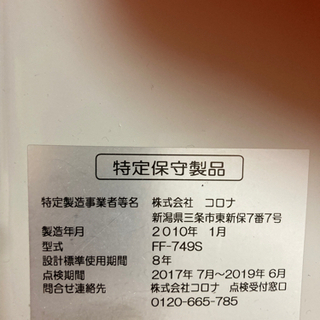 特定保守製品
特定製造事業者等名 株式会社 コロナ
新潟県三条市東新保7番7号
製造年月 2010年 1月
型式 FF-749S
設計標準使用期間 8年
点検期間 2017年 7月～2019年 6月
問合せ連絡先 株式会社コロナ 点検受付窓口
0120-665-785